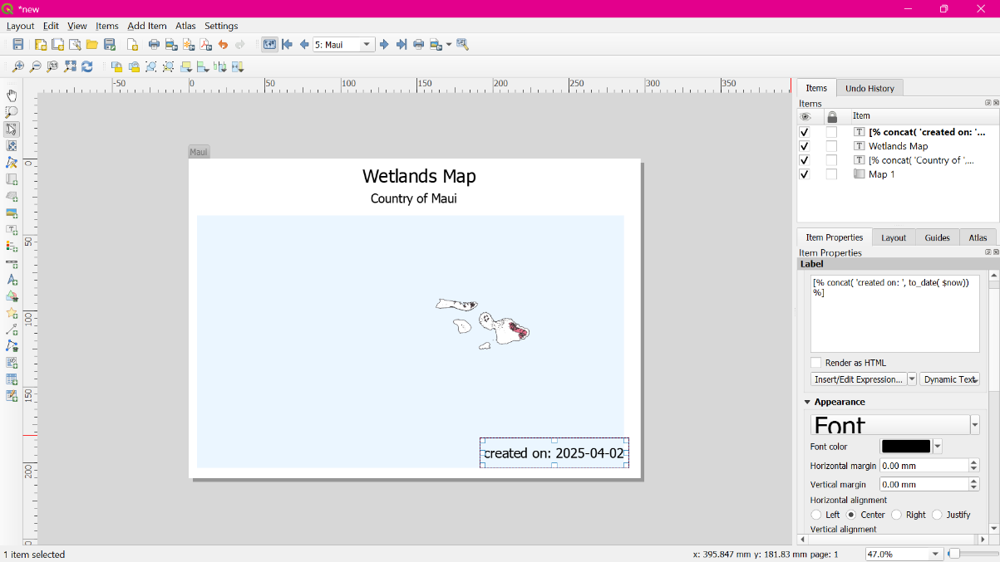 *new
Layout Edit View Items Add Item Atlas Settings
5: Maui
-50 0 50 100 150 200 250 300 350
0
50
100
150
200
Maui
Wetlands Map
Country of Maui
created on: 2025-04-02
Items Undo History
Items
Item
[% concat( 'created on: '...
Wetlands Map
[% concat( 'Country of ',...
Map 1
Item Properties Layout Guides Atlas
Item Properties
Label
[% concat( 'created on: ', to_date( $now))
%]
Render as HTML
Insert/Edit Expression... Dynamic Text
Appearance
Font
Font color
Horizontal margin 0.00 mm
Vertical margin 0.00 mm
Horizontal alignment
Left Center Right Justify
Vertical alignment
1 item selected
x: 395.847 mm y: 181.83 mm page: 1
47.0%